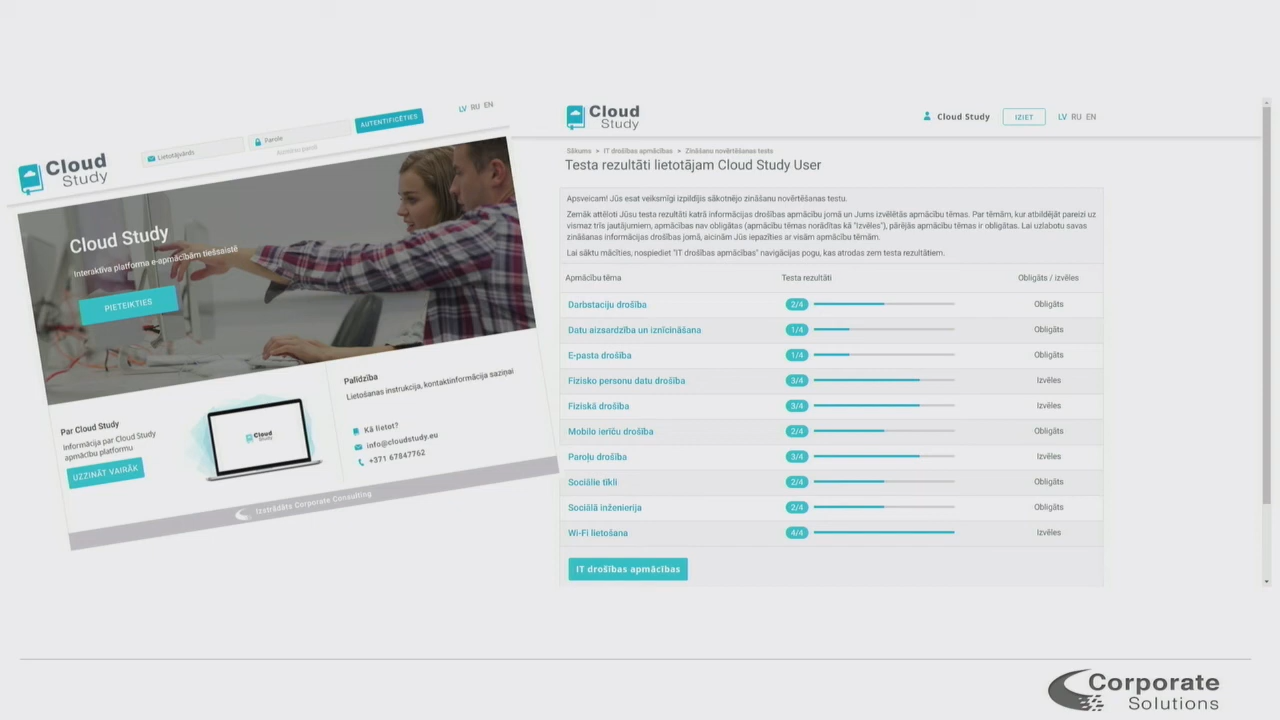 LV RU EN
Lietotājvārds
Parole
AUTENTIFICĒTIES
Aizmirsu paroli
Cloud
Study
Cloud Study
Interaktīva platforma e-apmācībām tiešsaistē
PIETEIKTIES
Par Cloud Study
Informācija par Cloud Study
apmācību platformu
UZZINĀT VAIRĀK
Cloud
Study
Palīdzība
Lietošanas instrukcija, kontaktinformācija saziņai
Kā lietot?
info@cloudstudy.eu
+371 67847762
Izstrādāts Corporate Consulting
Cloud
Study
Cloud Study
IZIET
LV RU EN
Sākums > IT drošības apmācības > Zināšanu novērtēšanas tests
Testa rezultāti lietotājam Cloud Study User
Apsveicam! Jūs esat veiksmīgi izpildījis sākotnējo zināšanu novērtēšanas testu.
Zemāk attēloti Jūsu testa rezultāti katrā informācijas drošības apmācību jomā un Jums izvēlētās apmācību tēmas. Par tēmām, kur atbildējāt pareizi uz
vismaz trīs jautājumiem, apmācības nav obligātas (apmācību tēmas norādītas kā "Izvēles"), pārējās apmācību tēmas ir obligātas. Lai uzlabotu savas
zināšanas informācijas drošības jomā, aicinām Jūs iepazīties ar visām apmācību tēmām.
Lai sāktu mācīties, nospiediet "IT drošības apmācības" navigācijas pogu, kas atrodas zem testa rezultātiem.
Apmācību tēma Testa rezultāti Obligāts / izvēles
Darbstaciju drošība 2/4 Obligāts
Datu aizsardzība un iznīcināšana 1/4 Obligāts
E-pasta drošība 1/4 Obligāts
Fizisko personu datu drošība 3/4 Izvēles
Fiziskā drošība 3/4 Izvēles
Mobilo ierīču drošība 2/4 Obligāts
Paroļu drošība 3/4 Izvēles
Sociālie tīkli 2/4 Obligāts
Sociālā inženierija 2/4 Obligāts
Wi-Fi lietošana 4/4 Izvēles
IT drošības apmācības
Corporate
Solutions